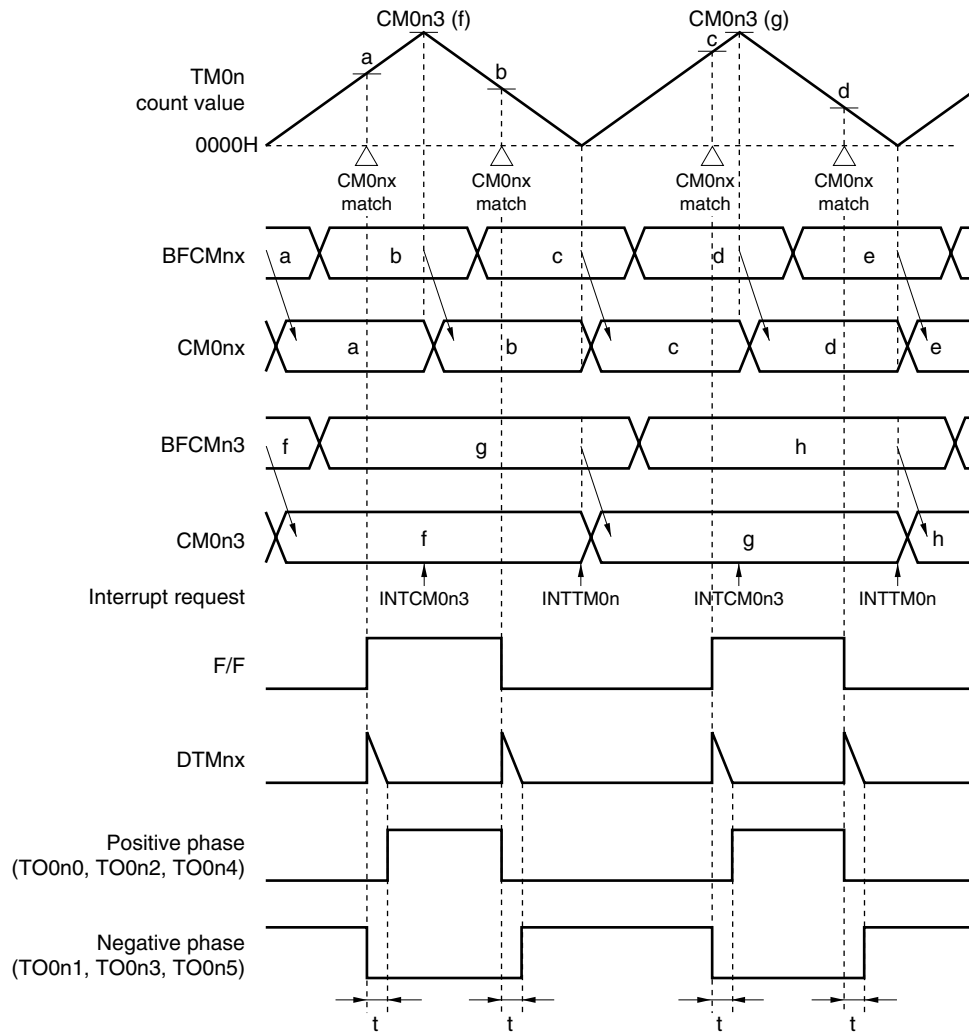 CM0n3 (f) CM0n3 (g)
a b c d
TM0n
count value
0000H
CM0nx
match
CM0nx
match
CM0nx
match
CM0nx
match
BFCMnx a b c d e
CM0nx a b c d e
BFCMn3 f g h
CM0n3 f g h
Interrupt request INTCM0n3 INTTM0n INTCM0n3 INTTM0n
F/F
DTMnx
Positive phase
(TO0n0, TO0n2, TO0n4)
Negative phase
(TO0n1, TO0n3, TO0n5)
t t t t